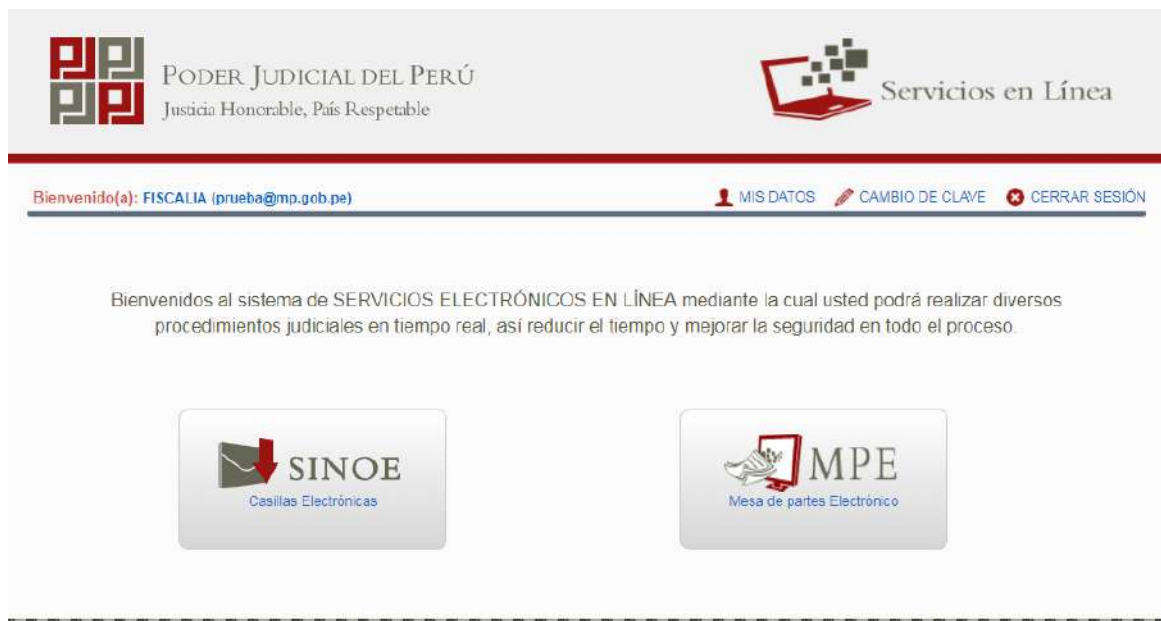 PODER JUDICIAL DEL PERÚ
Justicia Honorable, País Respetable
Servicios en Línea
Bienvenido(a): FISCALIA (prueba@mp.gob.pe)
MIS DATOS CAMBIO DE CLAVE CERRAR SESIÓN
Bienvenidos al sistema de SERVICIOS ELECTRÓNICOS EN LÍNEA mediante la cual usted podrá realizar diversos
procedimientos judiciales en tiempo real, así reducir el tiempo y mejorar la seguridad en todo el proceso.
SINOE
Casillas Electrónicas
MPE
Mesa de partes Electrónico